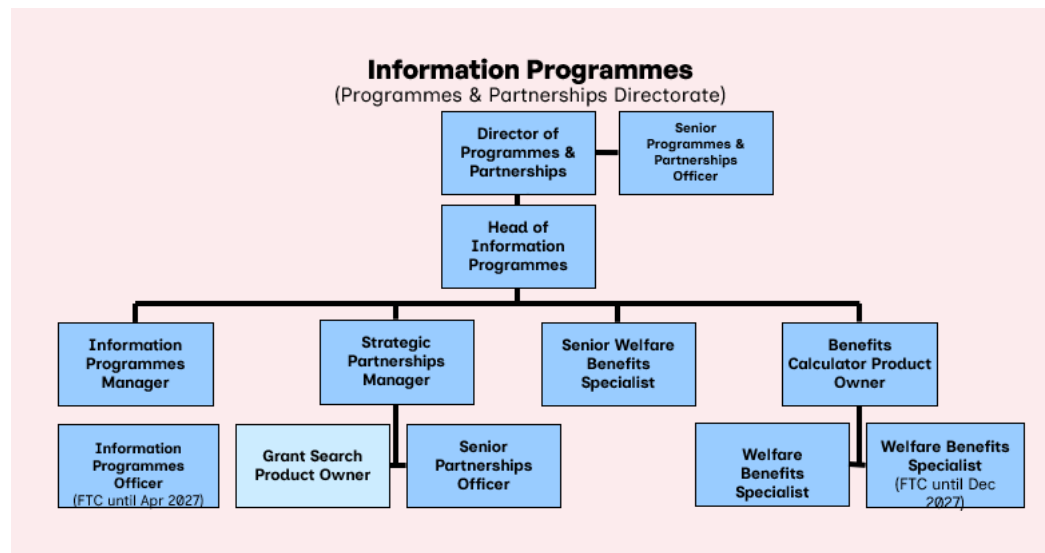 Information Programmes
(Programmes & Partnerships Directorate)
Director of
Programmes &
Partnerships
Senior
Programmes &
Partnerships
Officer
Head of
Information
Programmes
Information
Programmes
Manager
Strategic
Partnerships
Manager
Senior Welfare
Benefits
Specialist
Benefits
Calculator Product
Owner
Information
Programmes
Officer
(FTC until Apr 2027)
Grant Search
Product Owner
Senior
Partnerships
Officer
Welfare
Benefits
Specialist
Welfare Benefits
Specialist
(FTC until Dec
2027)